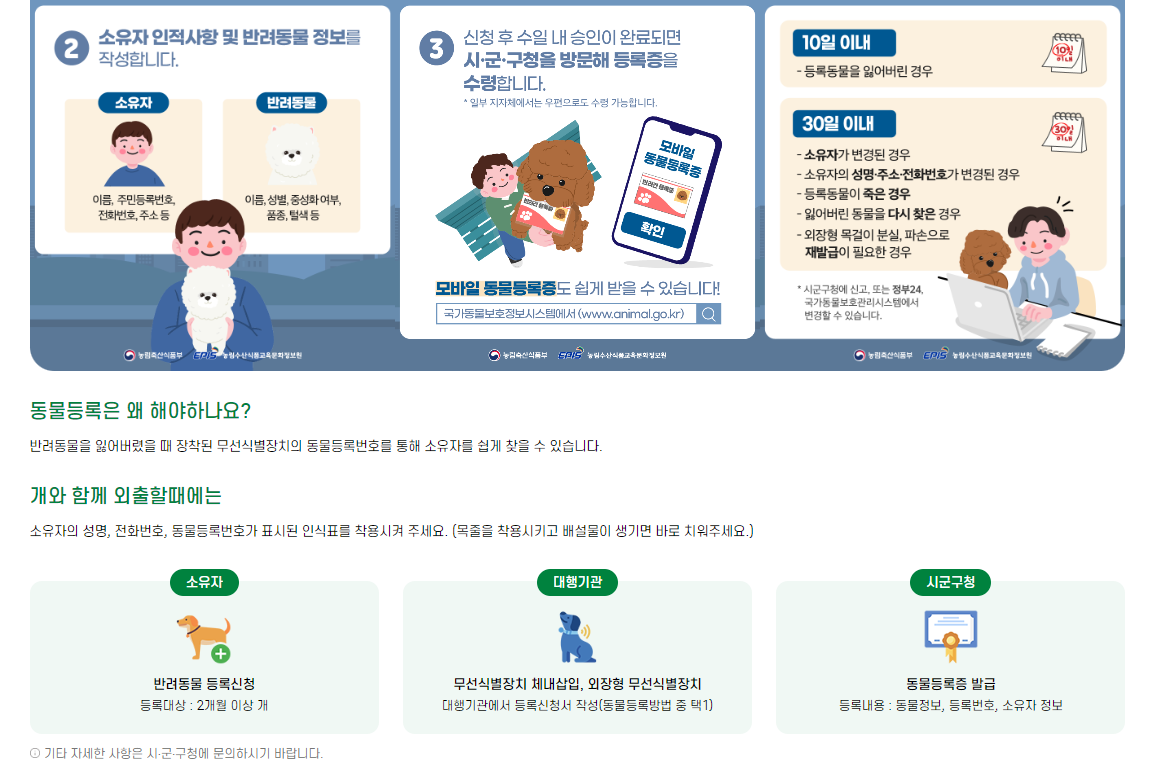 2 소유자 인적사항 및 반려동물 정보를
작성합니다.
소유자
이름, 주민등록번호,
전화번호, 주소 등
반려동물
이름, 성별, 중성화 여부,
품종, 털색 등
농림축산식품부 EPIS 농림수산식품교육문화정보원
3 신청 후 수일 내 승인이 완료되면
시·군·구청을 방문해 등록증을
수령합니다.
* 일부 지자체에서는 우편으로도 수령 가능합니다.
반려견 등록증
모바일
동물등록증
반려견 등록증
확인
모바일 동물등록증도 쉽게 받을 수 있습니다!
국가동물보호정보시스템에서 (www.animal.go.kr)
농림축산식품부 EPIS 농림수산식품교육문화정보원
10일 이내
10일
이내
- 등록동물을 잃어버린 경우
30일 이내
30일
이내
- 소유자가 변경된 경우
- 소유자의 성명·주소·전화번호가 변경된 경우
- 등록동물이 죽은 경우
- 잃어버린 동물을 다시 찾은 경우
- 외장형 목걸이 분실, 파손으로
재발급이 필요한 경우
* 시군구청에 신고, 또는 정부24,
국가동물보호관리시스템에서
변경할 수 있습니다.
농림축산식품부 EPIS 농림수산식품교육문화정보원
동물등록은 왜 해야하나요?
반려동물을 잃어버렸을 때 장착된 무선식별장치의 동물등록번호를 통해 소유자를 쉽게 찾을 수 있습니다.
개와 함께 외출할때에는
소유자의 성명, 전화번호, 동물등록번호가 표시된 인식표를 착용시켜 주세요. (목줄을 착용시키고 배설물이 생기면 바로 치워주세요.)
소유자
반려동물 등록신청
등록대상 : 2개월 이상 개
대행기관
무선식별장치 체내삽입, 외장형 무선식별장치
대행기관에서 등록신청서 작성(동물등록방법 중 택1)
시군구청
동물등록증 발급
등록내용 : 동물정보, 등록번호, 소유자 정보
기타 자세한 사항은 시·군·구청에 문의하시기 바랍니다.